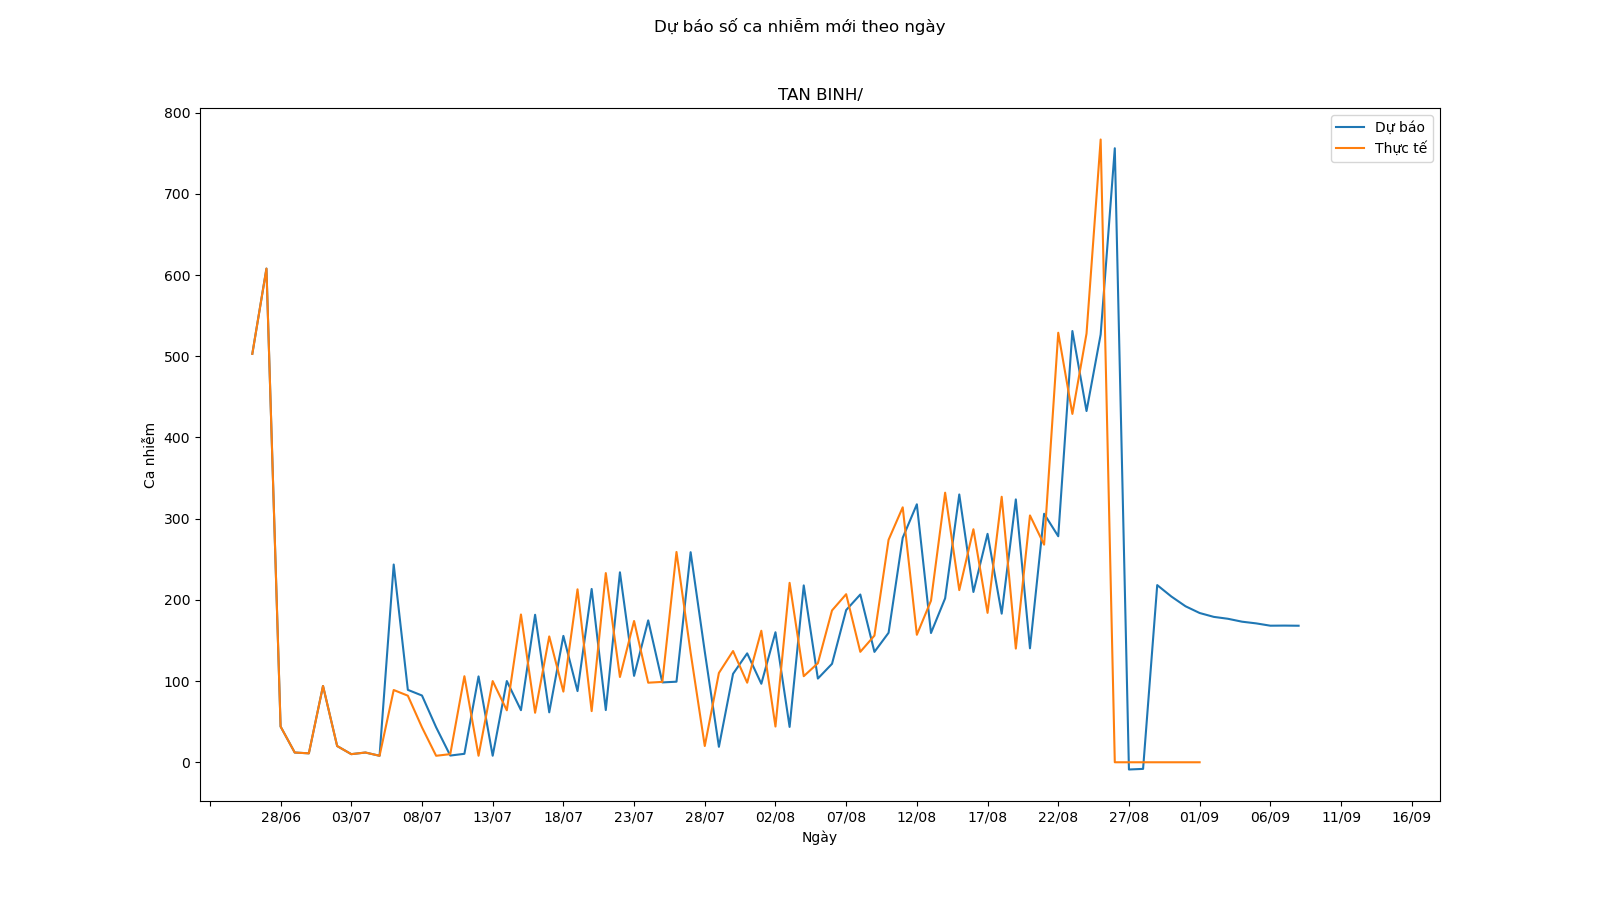 Dự báo số ca nhiễm mới theo ngày
TAN BINH/
Dự báo
Thực tế
800
700
600
500
400
300
200
100
0
Ca nhiễm
28/06 03/07 08/07 13/07 18/07 23/07 28/07 02/08 07/08 12/08 17/08 22/08 27/08 01/09 06/09 11/09 16/09
Ngày